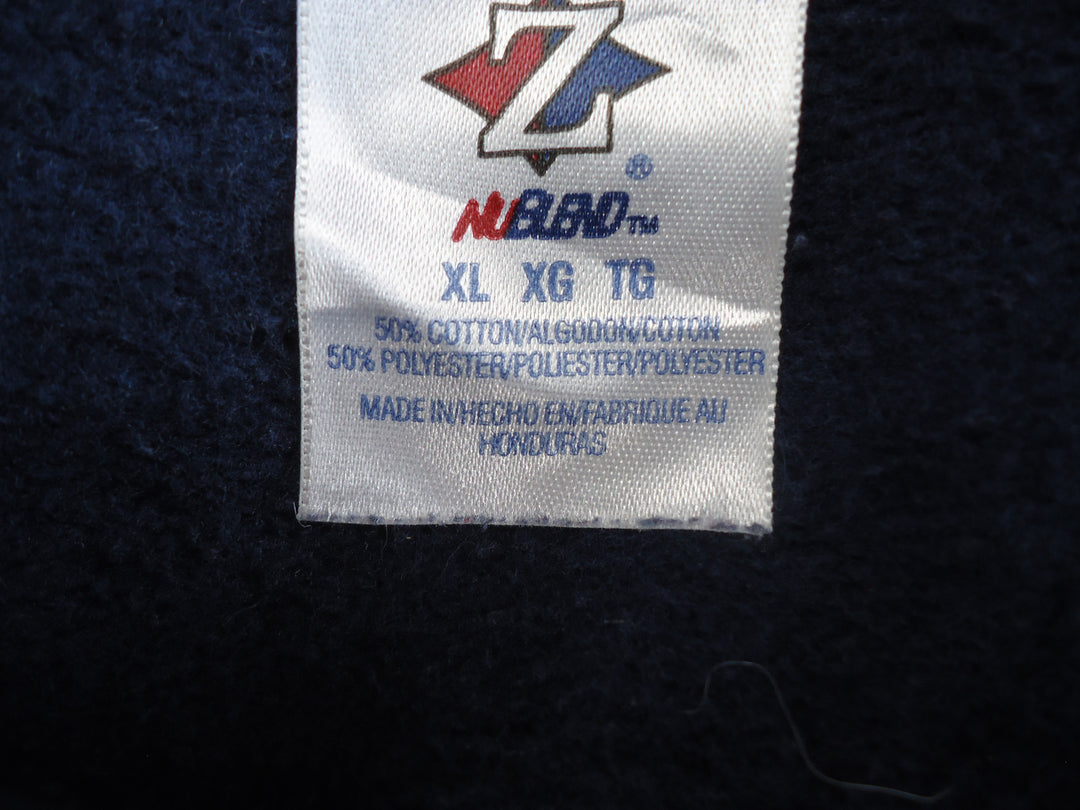 Z
®
NUBLEND™
XL XG TG
50% COTTON/ALGODON/COTON
50% POLYESTER/POLIESTER/POLYESTER
MADE IN/HECHO EN/FABRIQUE AU
HONDURAS